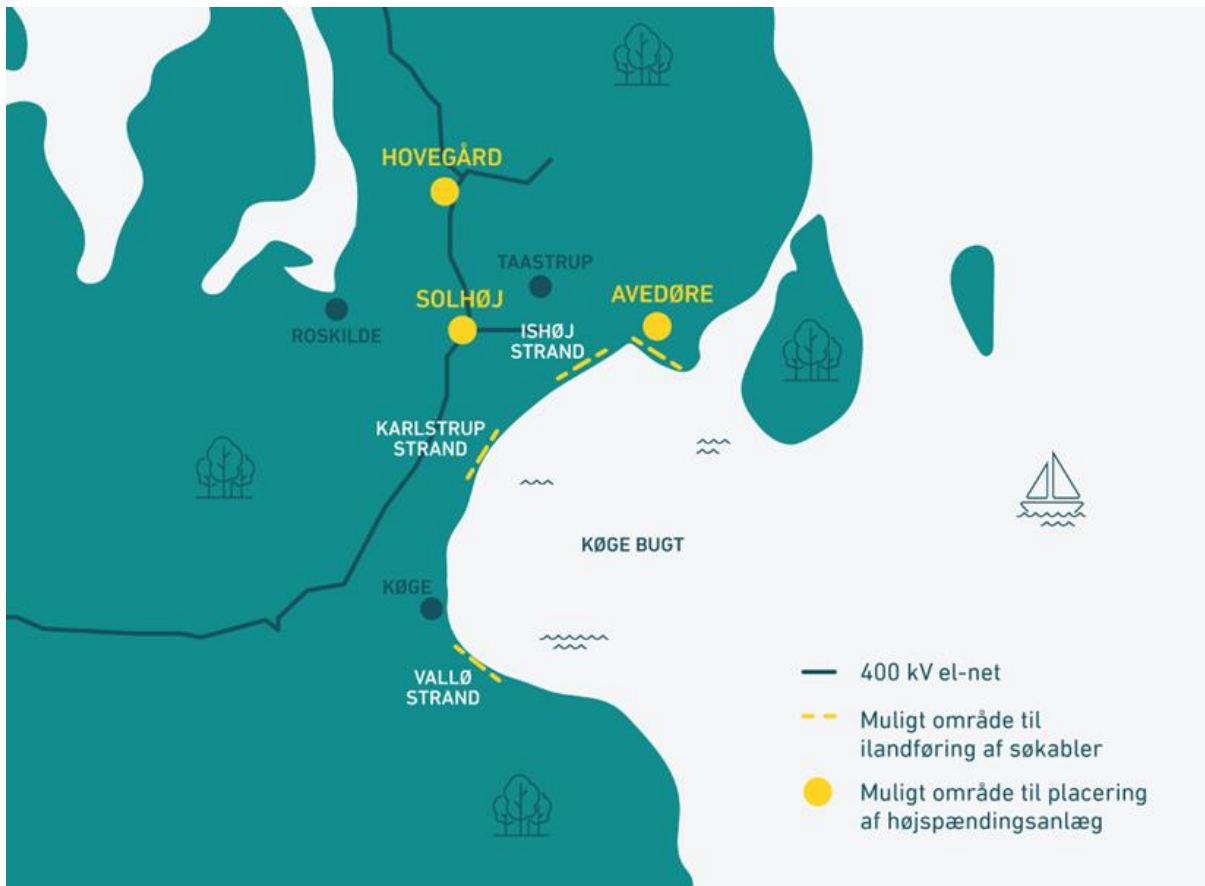 HOVEGÅRD
TAASTRUP
SOLHØJ
AVEDØRE
ROSKILDE
ISHØJ
STRAND
KARLSTRUP
STRAND
KØGE BUGT
KØGE
VALLØ
STRAND
400 kV el-net
Muligt område til
ilandføring af søkabler
Muligt område til placering
af højspændingsanlæg